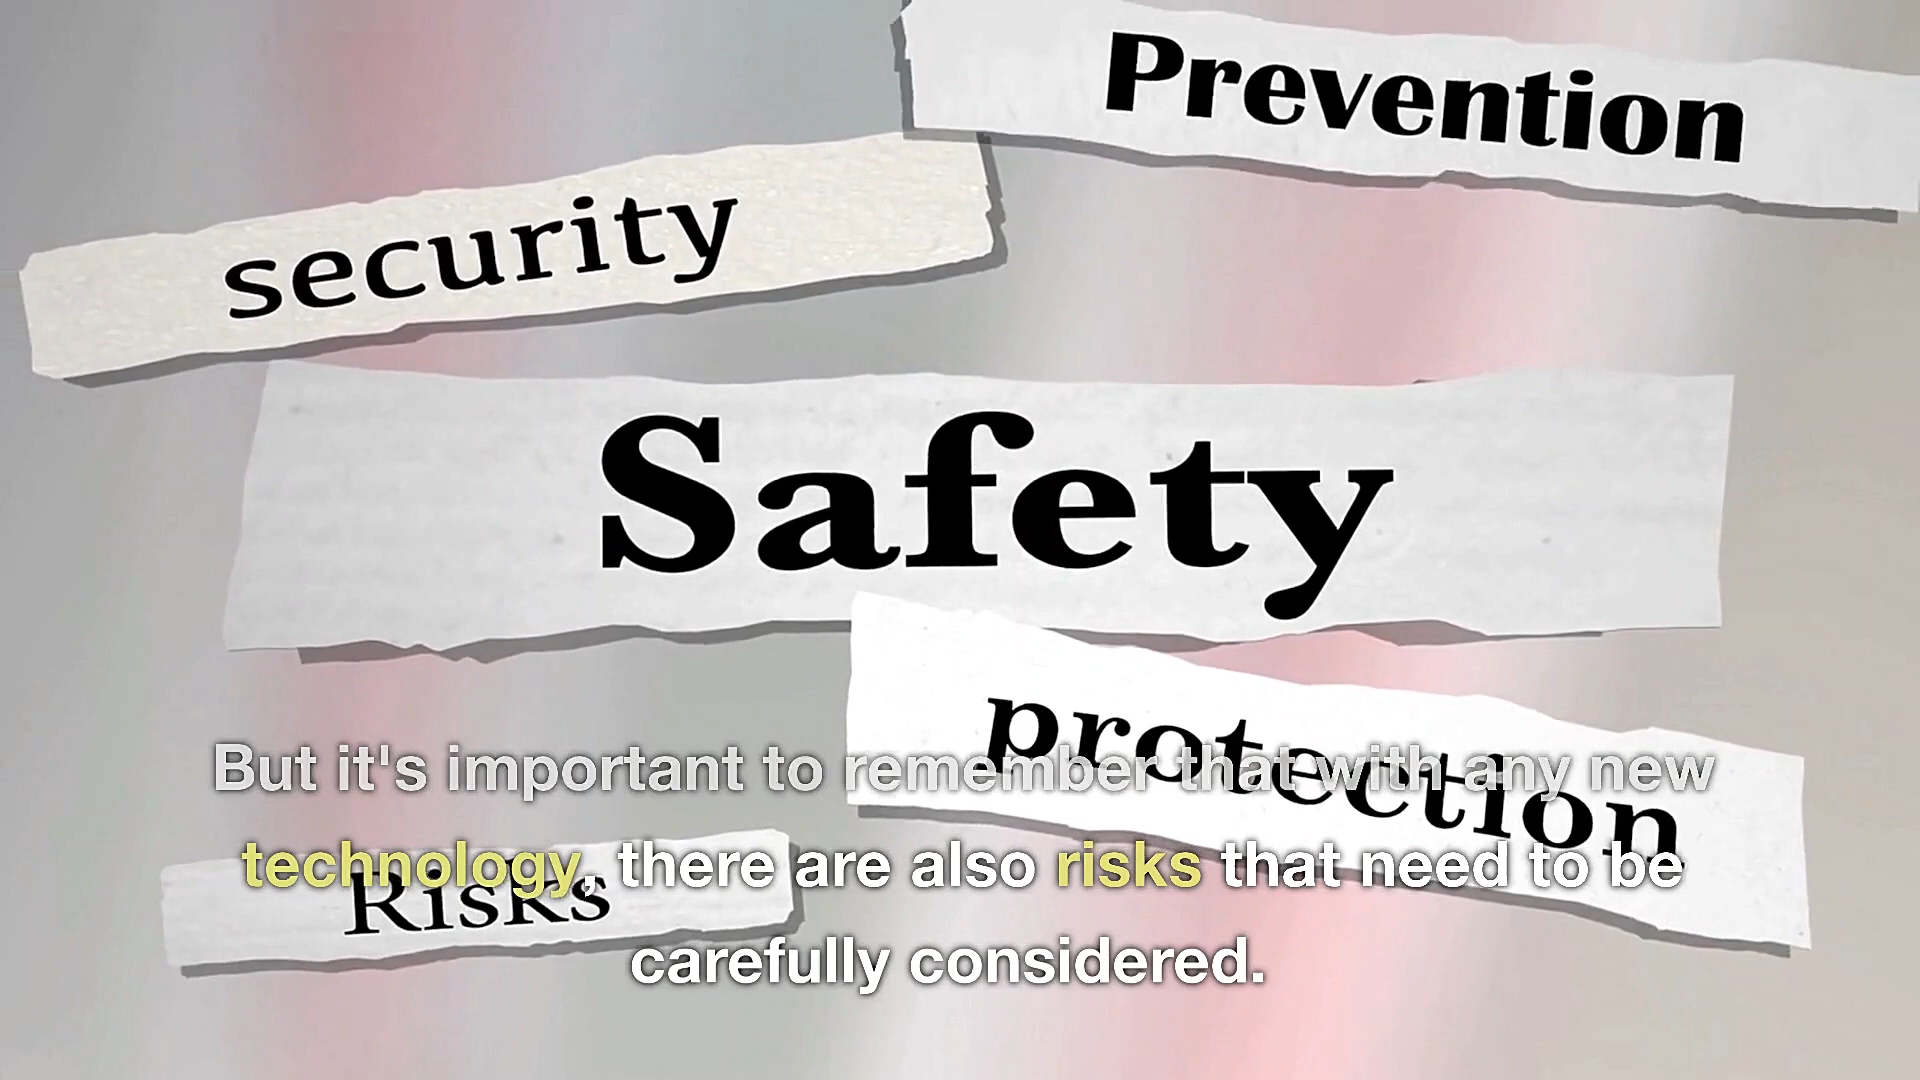 Prevention
security
Safety
protection
Risks
But it's important to remember that with any new
technology, there are also risks that need to be
carefully considered.